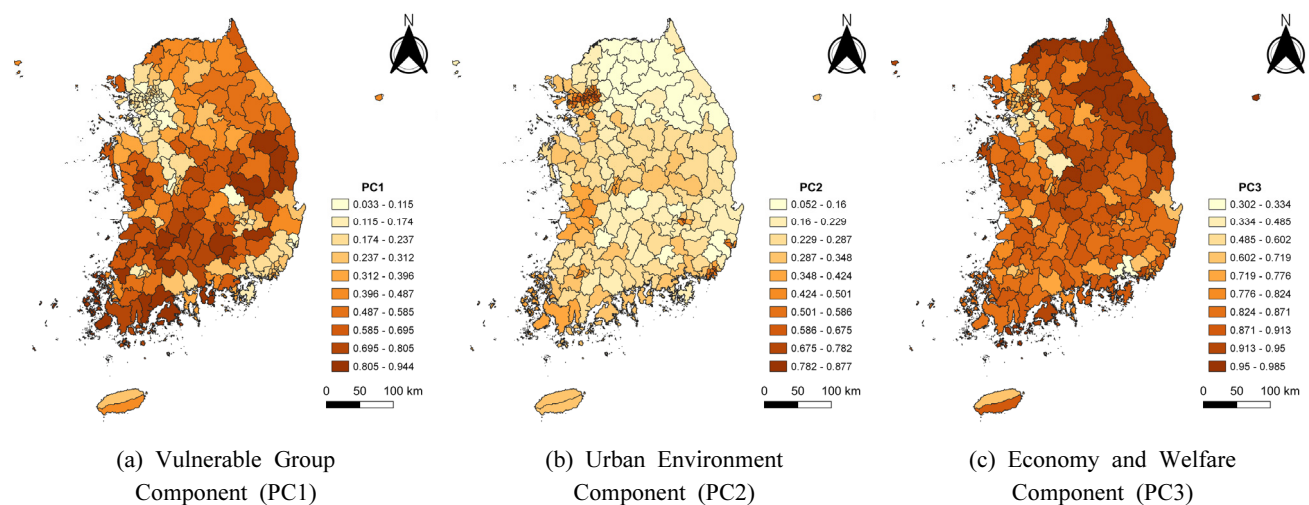 N
PC1
0.033 - 0.115
0.115 - 0.174
0.174 - 0.237
0.237 - 0.312
0.312 - 0.396
0.396 - 0.487
0.487 - 0.585
0.585 - 0.695
0.695 - 0.805
0.805 - 0.944
0 50 100 km
(a) Vulnerable Group
Component (PC1)
N
PC2
0.052 - 0.16
0.16 - 0.229
0.229 - 0.287
0.287 - 0.348
0.348 - 0.424
0.424 - 0.501
0.501 - 0.586
0.586 - 0.675
0.675 - 0.782
0.782 - 0.877
0 50 100 km
(b) Urban Environment
Component (PC2)
N
PC3
0.302 - 0.334
0.334 - 0.485
0.485 - 0.602
0.602 - 0.719
0.719 - 0.776
0.776 - 0.824
0.824 - 0.871
0.871 - 0.913
0.913 - 0.95
0.95 - 0.985
0 50 100 km
(c) Economy and Welfare
Component (PC3)